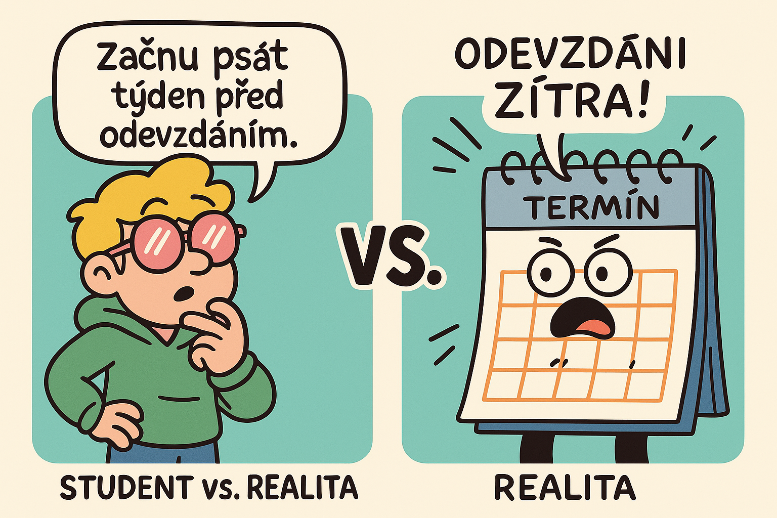 Začnu psát
týden před
odevzdáním.
ODEVZDÁNI
ZÍTRA!
TERMÍN
VS.
STUDENT vs. REALITA
REALITA